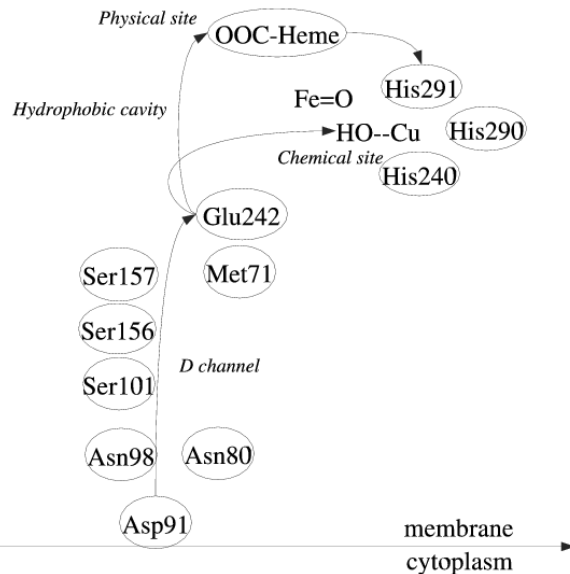 Physical site
OOC-Heme
His291
Fe=O
Hydrophobic cavity
HO--Cu
His290
Chemical site
His240
Glu242
Ser157
Met71
Ser156
D channel
Ser101
Asn98
Asn80
Asp91
membrane
cytoplasm